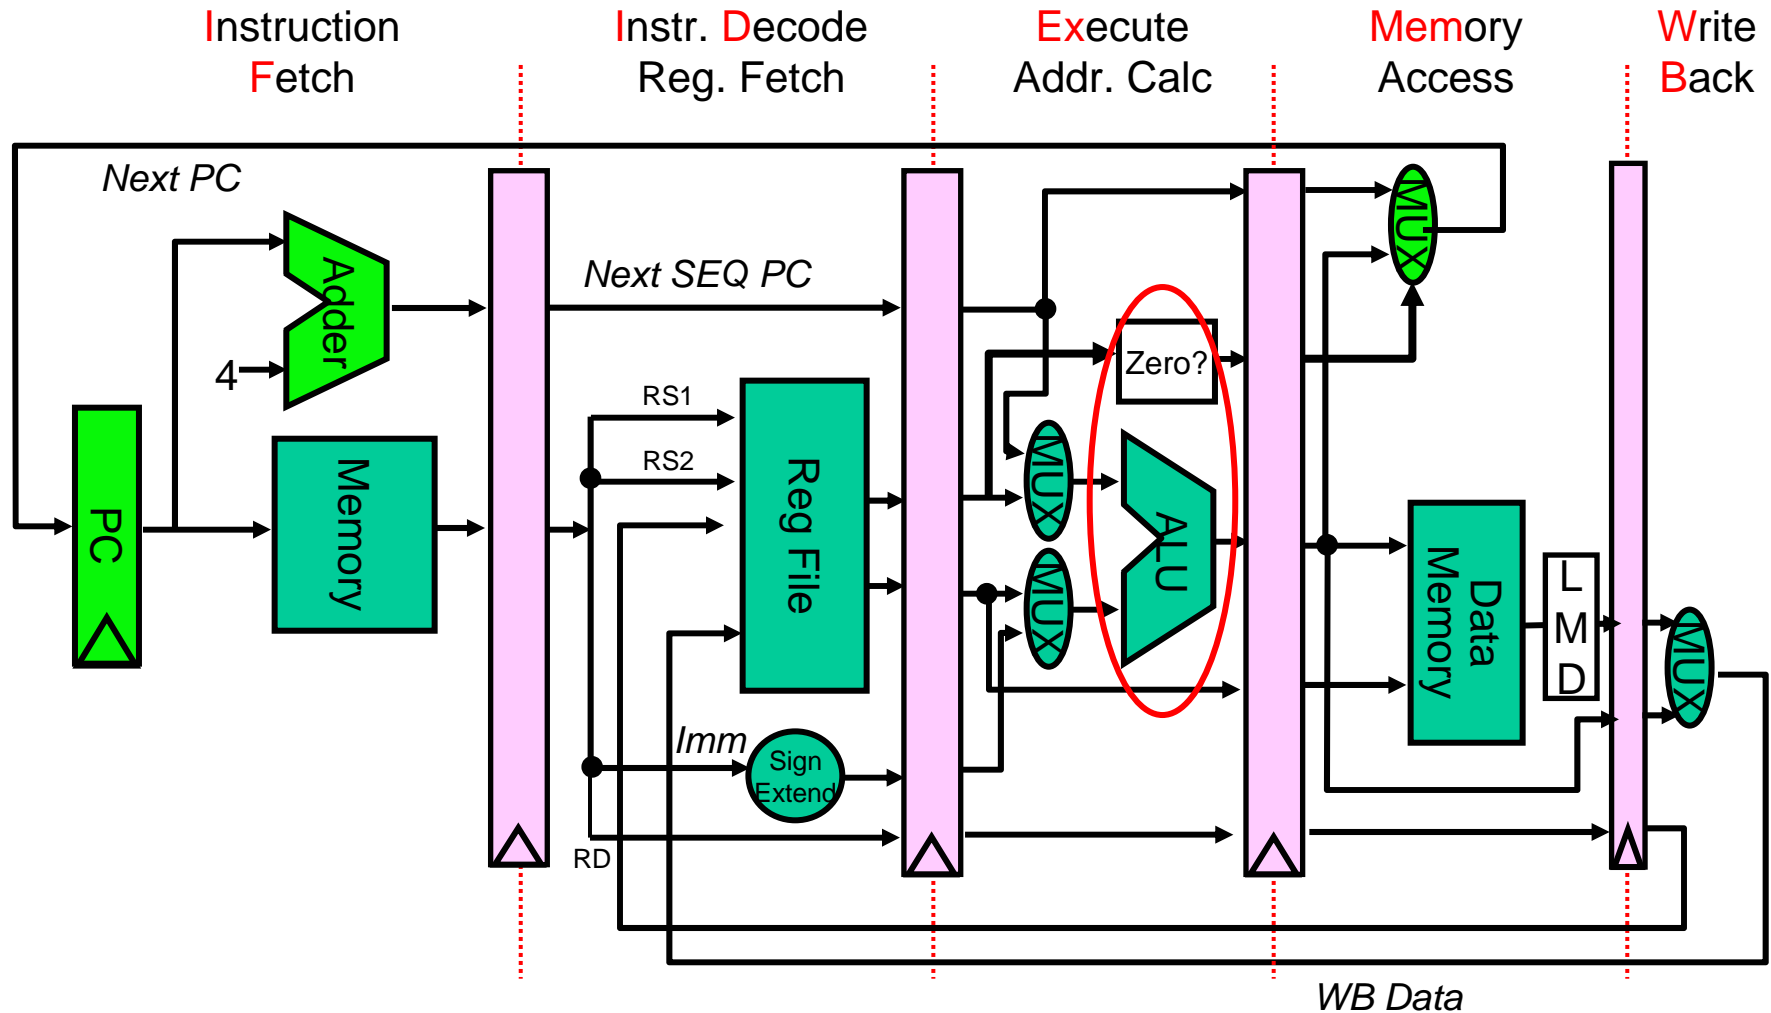 Instruction
Fetch
Instr. Decode
Reg. Fetch
Execute
Addr. Calc
Memory
Access
Write
Back
Next PC
Adder
4
PC
Memory
Next SEQ PC
RS1
RS2
Reg File
Imm
Sign
Extend
RD
Zero?
MUX
MUX
ALU
MUX
Data
Memory
L
M
D
MUX
WB Data